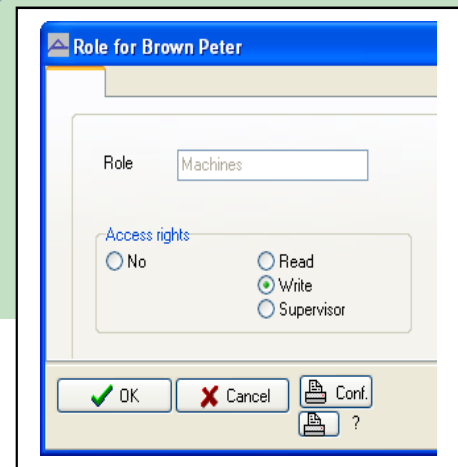 Role for Brown Peter
Role Machines
Access rights
No Read
Write
Supervisor
OK Cancel Conf.
?